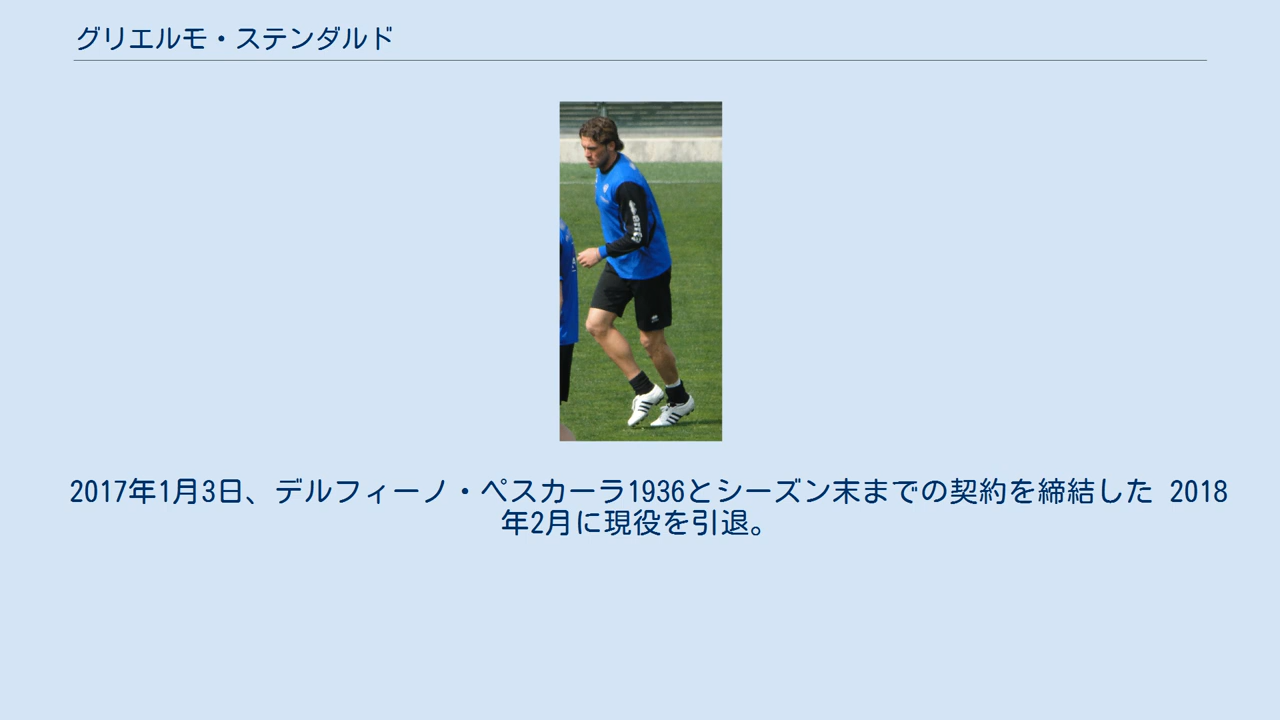 グリエルモ・ステンダルド
2017年1月3日、デルフィーノ・ペスカーラ1936とシーズン末までの契約を締結した 2018
年2月に現役を引退。